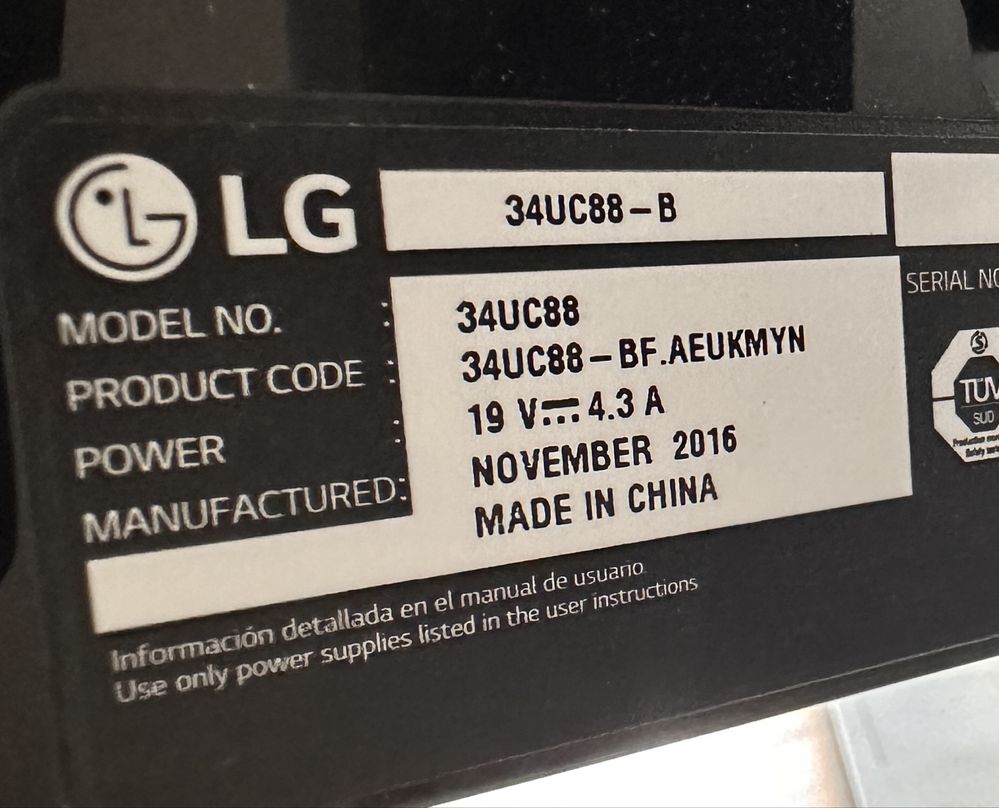 LG 34UC88-B
SERIAL NO
MODEL NO. : 34UC88
PRODUCT CODE : 34UC88-BF.AEUKMYN
POWER : 19 V⎓4.3 A
MANUFACTURED: NOVEMBER 2016
MADE IN CHINA
TÜV
SÜD
Información detallada en el manual de usuario
Use only power supplies listed in the user instructions